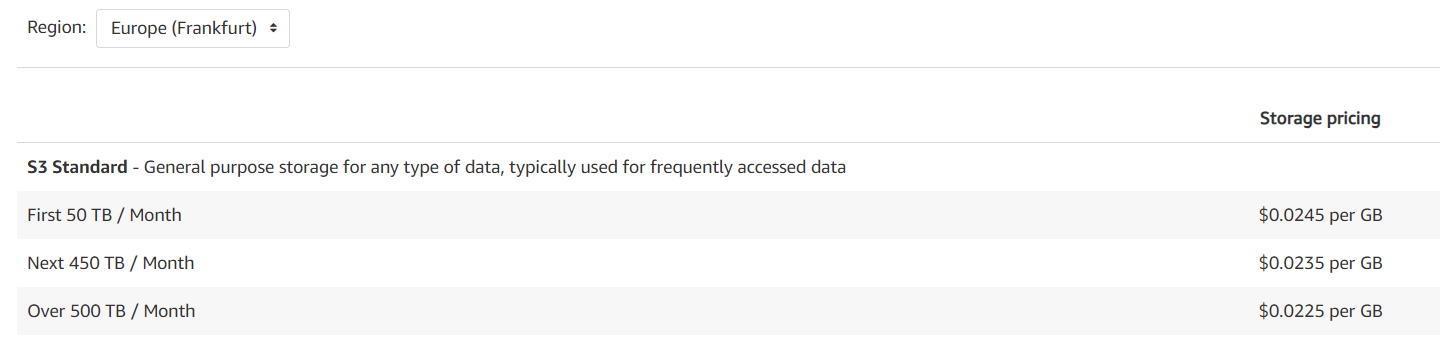 Region: Europe (Frankfurt)
Storage pricing
S3 Standard - General purpose storage for any type of data, typically used for frequently accessed data
First 50 TB / Month $0.0245 per GB
Next 450 TB / Month $0.0235 per GB
Over 500 TB / Month $0.0225 per GB